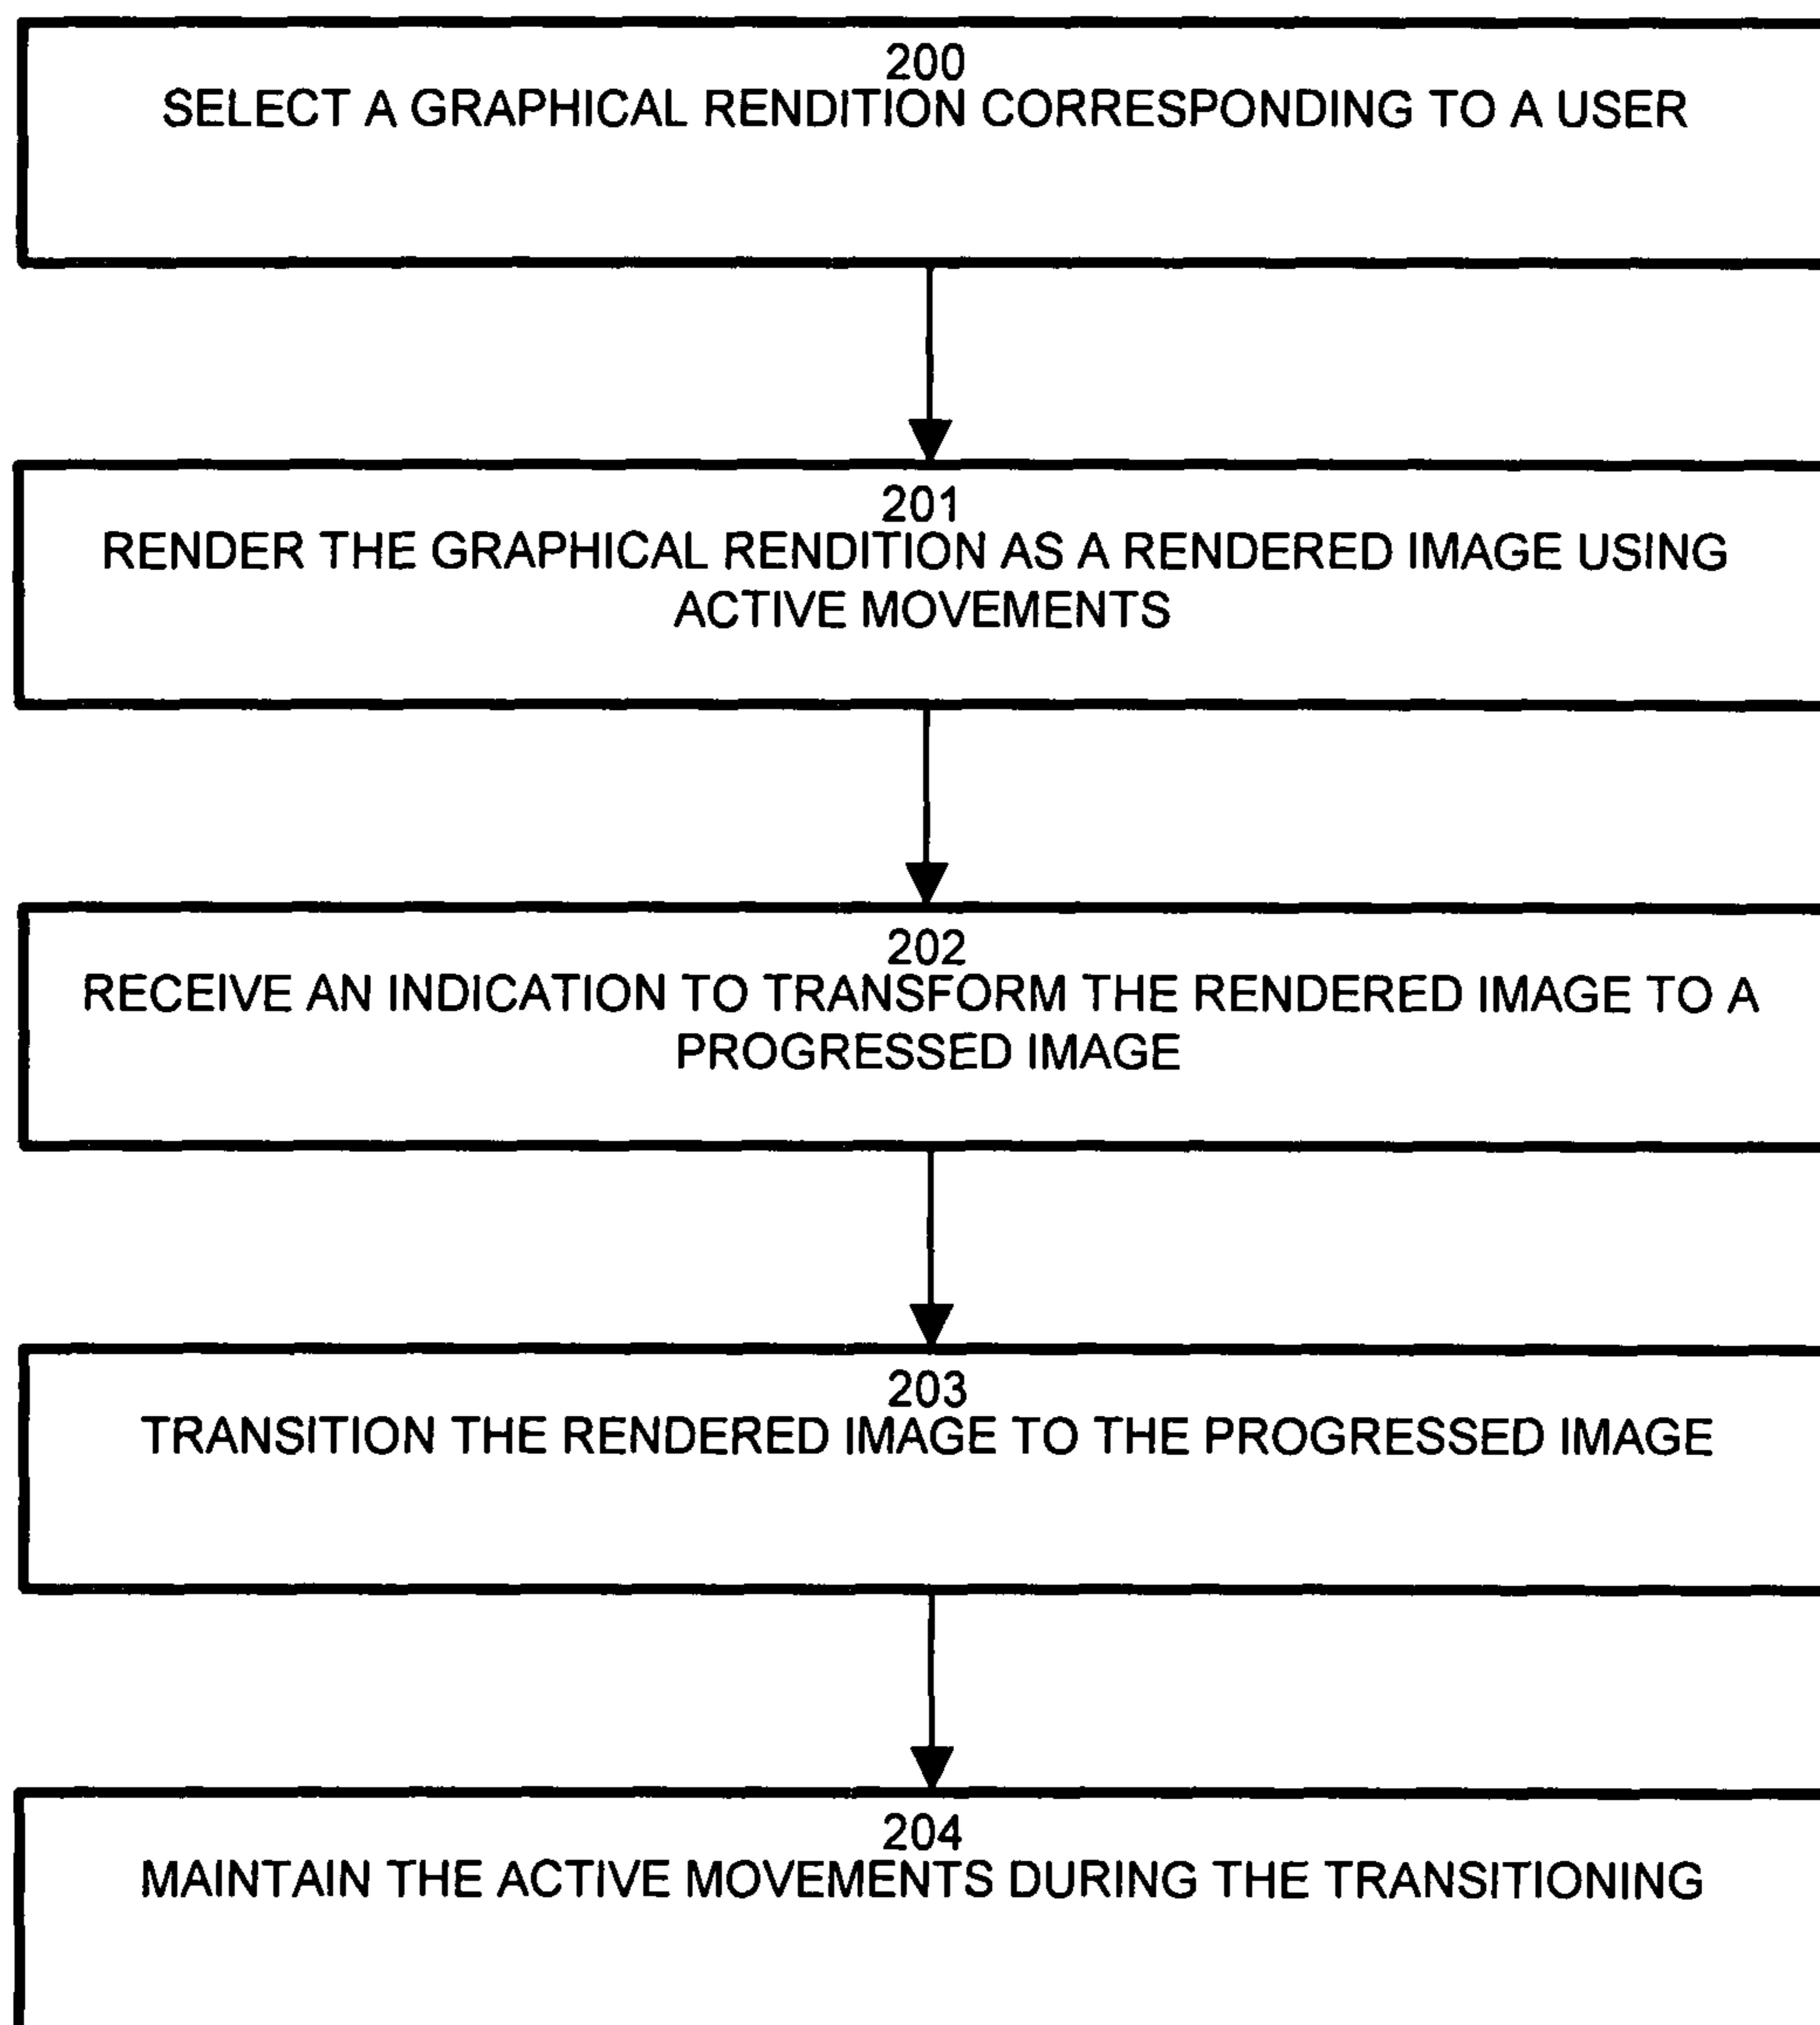 200
SELECT A GRAPHICAL RENDITION CORRESPONDING TO A USER
201
RENDER THE GRAPHICAL RENDITION AS A RENDERED IMAGE USING
ACTIVE MOVEMENTS
202
RECEIVE AN INDICATION TO TRANSFORM THE RENDERED IMAGE TO A
PROGRESSED IMAGE
203
TRANSITION THE RENDERED IMAGE TO THE PROGRESSED IMAGE
204
MAINTAIN THE ACTIVE MOVEMENTS DURING THE TRANSITIONING